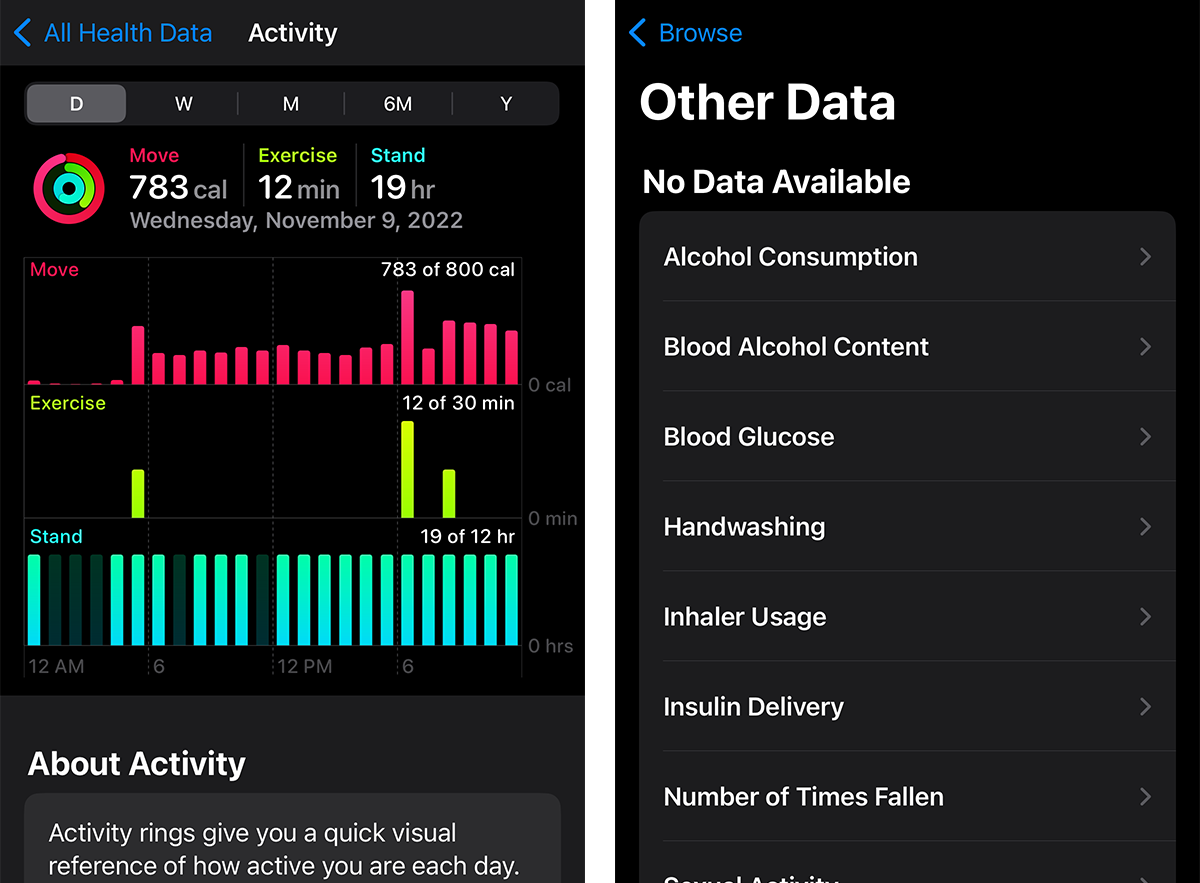 All Health Data
Activity
D W M 6M Y
Move Exercise Stand
783 cal 12 min 19 hr
Wednesday, November 9, 2022
Move 783 of 800 cal
0 cal
Exercise 12 of 30 min
0 min
Stand 19 of 12 hr
0 hrs
12 AM 6 12 PM 6
About Activity
Activity rings give you a quick visual
reference of how active you are each day.
Browse
Other Data
No Data Available
Alcohol Consumption
Blood Alcohol Content
Blood Glucose
Handwashing
Inhaler Usage
Insulin Delivery
Number of Times Fallen
Sexual Activity